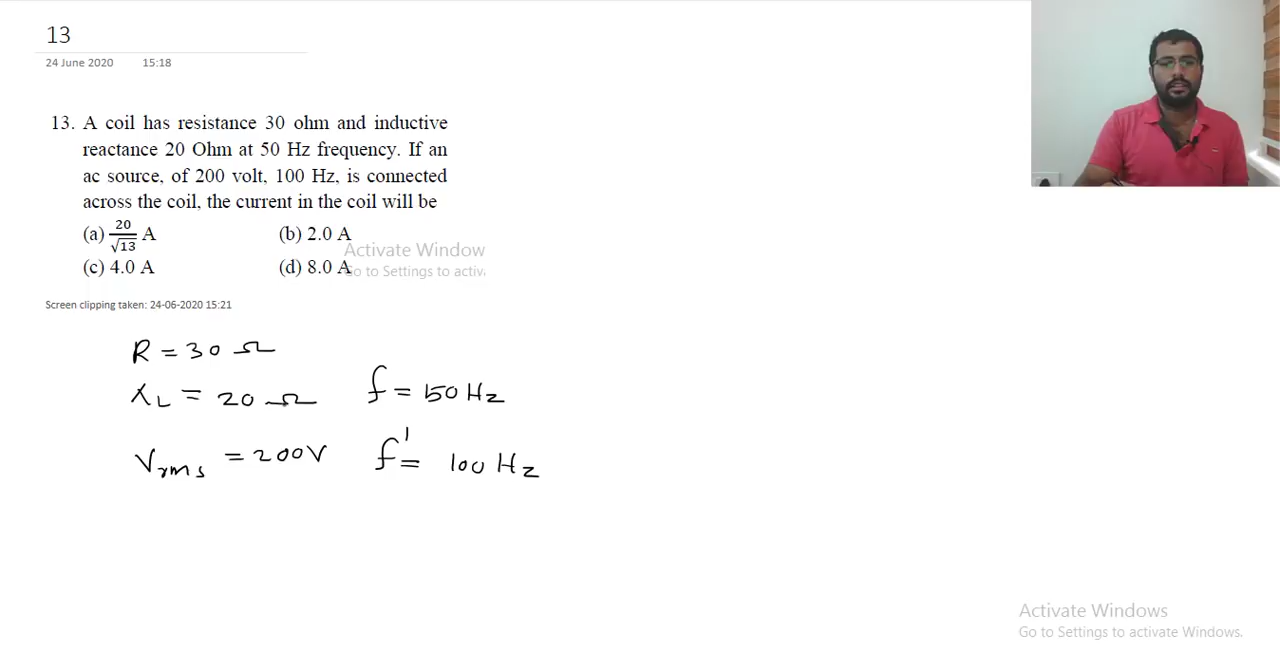 13
24 June 2020 15:18
13. A coil has resistance 30 ohm and inductive
reactance 20 Ohm at 50 Hz frequency. If an
ac source, of 200 volt, 100 Hz, is connected
across the coil, the current in the coil will be
(a) 20/√13 A (b) 2.0 A
Activate Window
(c) 4.0 A (d) 8.0 A
Go to Settings to activ
Screen clipping taken: 24-06-2020 15:21
R = 30 Ω
XL = 20 Ω f = 50 Hz
Vrms = 200V f' = 100 Hz
Activate Windows
Go to Settings to activate Windows.